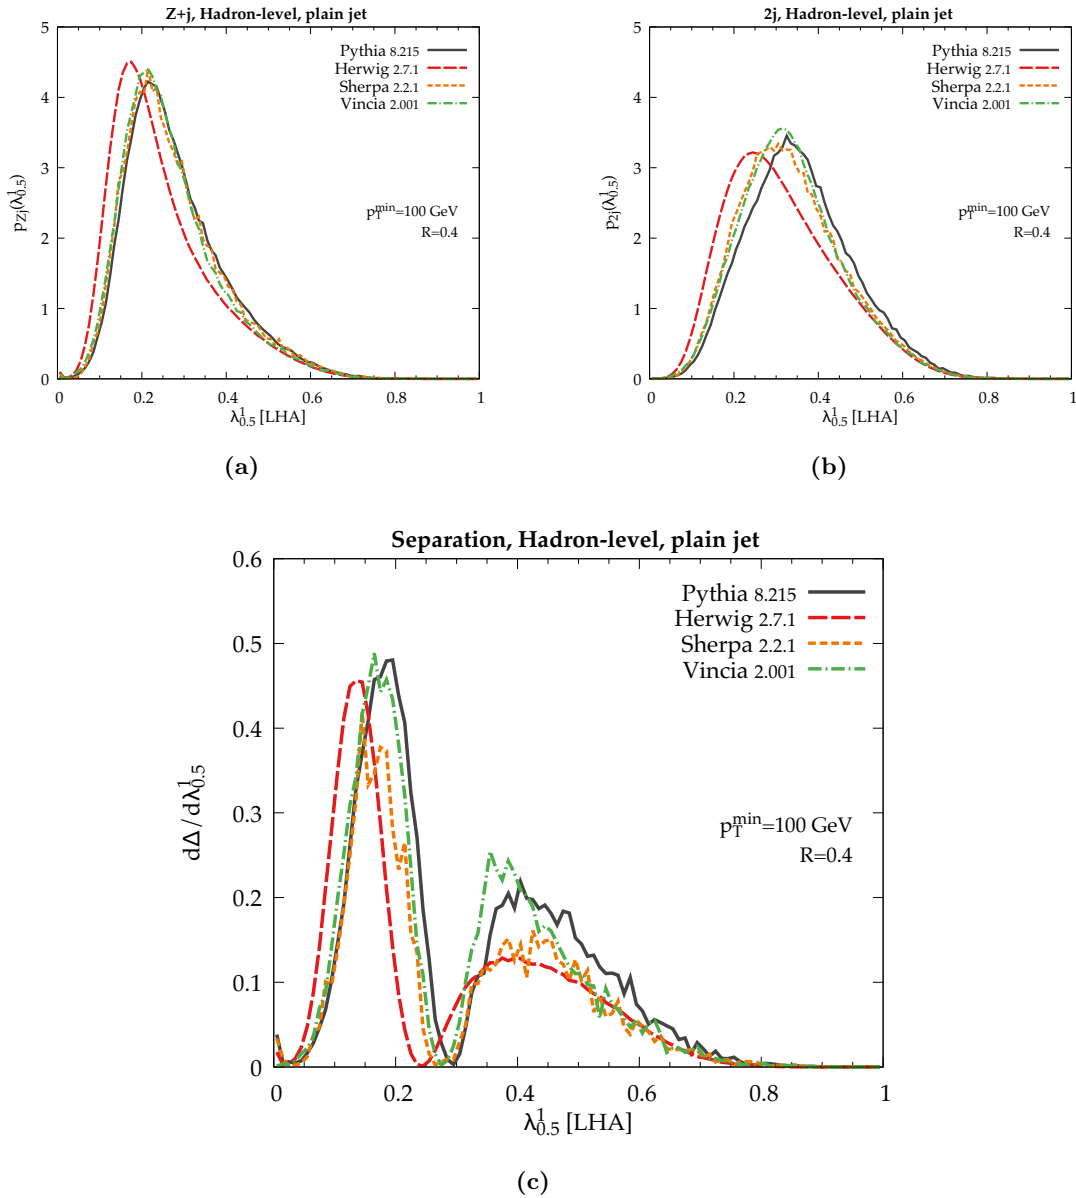 Z+j, Hadron-level, plain jet
5
4
3
2
1
0
p_Zj(λ^1_0.5)
Pythia 8.215
Herwig 2.7.1
Sherpa 2.2.1
Vincia 2.001
p_T^min=100 GeV
R=0.4
0 0.2 0.4 0.6 0.8 1
λ^1_0.5 [LHA]
(a)
2j, Hadron-level, plain jet
5
4
3
2
1
0
p_2j(λ^1_0.5)
Pythia 8.215
Herwig 2.7.1
Sherpa 2.2.1
Vincia 2.001
p_T^min=100 GeV
R=0.4
0 0.2 0.4 0.6 0.8 1
λ^1_0.5 [LHA]
(b)
Separation, Hadron-level, plain jet
0.6
0.5
0.4
0.3
0.2
0.1
0
dΔ/dλ^1_0.5
Pythia 8.215
Herwig 2.7.1
Sherpa 2.2.1
Vincia 2.001
p_T^min=100 GeV
R=0.4
0 0.2 0.4 0.6 0.8 1
λ^1_0.5 [LHA]
(c)